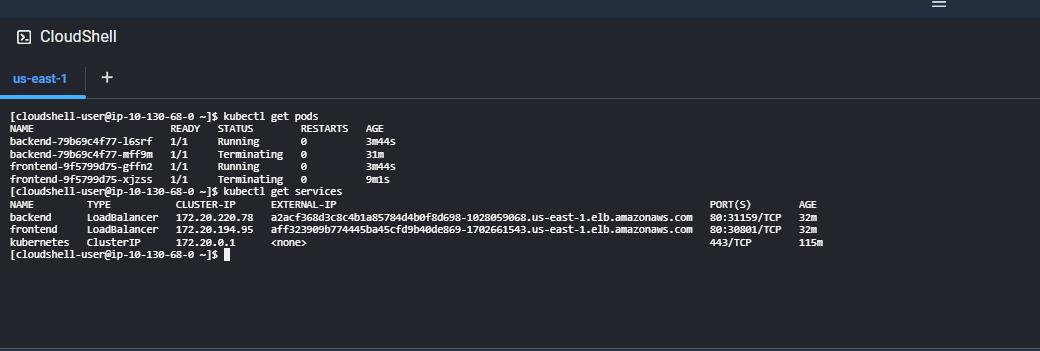 CloudShell
us-east-1 +
[cloudshell-user@ip-10-130-68-0 ~]$ kubectl get pods
NAME READY STATUS RESTARTS AGE
backend-79b69c4f77-l6srf 1/1 Running 0 3m44s
backend-79b69c4f77-mff9m 1/1 Terminating 0 31m
frontend-9f5799d75-gffn2 1/1 Running 0 3m44s
frontend-9f5799d75-xjzss 1/1 Terminating 0 9m1s
[cloudshell-user@ip-10-130-68-0 ~]$ kubectl get services
NAME TYPE CLUSTER-IP EXTERNAL-IP PORT(S) AGE
backend LoadBalancer 172.20.220.78 a2acf368d3c8c4b1a85784d4b0f8d698-1028059068.us-east-1.elb.amazonaws.com 80:31159/TCP 32m
frontend LoadBalancer 172.20.194.95 aff323909b774445ba45cfd9b40de869-1702661543.us-east-1.elb.amazonaws.com 80:30801/TCP 32m
kubernetes ClusterIP 172.20.0.1 <none> 443/TCP 115m
[cloudshell-user@ip-10-130-68-0 ~]$